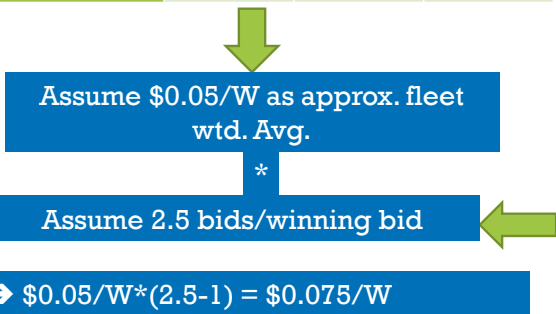 Assume $0.05/W as approx. fleet
wtd. Avg.
*
Assume 2.5 bids/winning bid
➔ $0.05/W*(2.5-1) = $0.075/W